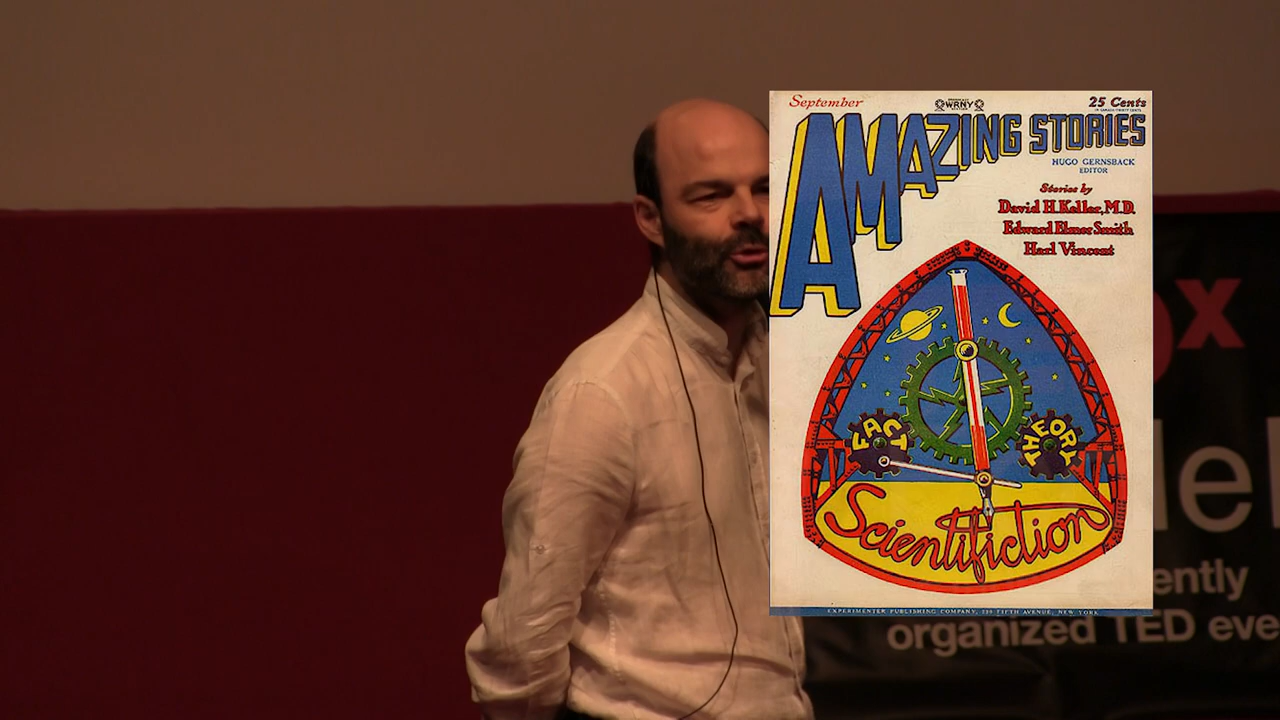 September
WRNY
25 Cents
AMAZING STORIES
HUGO GERNSBACK
EDITOR
Stories by
David H. Keller, M.D.
Edward Elmer Smith
Harl Vincent
FACT
THEORY
Scientifiction
EXPERIMENTER PUBLISHING COMPANY, 230 FIFTH AVENUE, NEW YORK
x
ently
organized TED eve